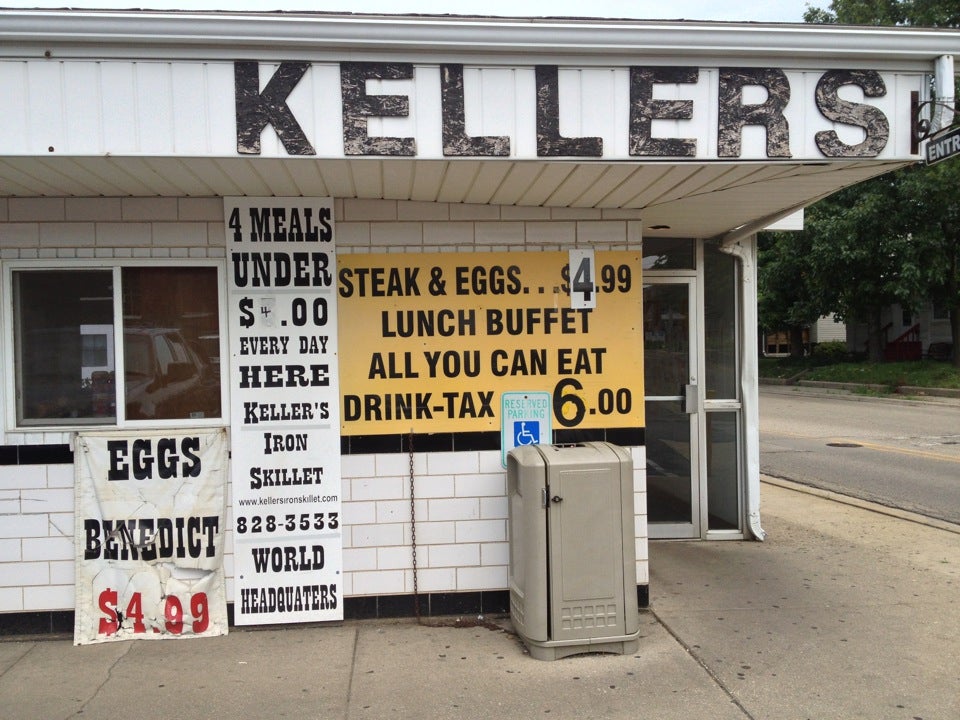 KELLERS
ENTR
4 MEALS
UNDER
$4.00
EVERY DAY
HERE
KELLER'S
IRON
SKILLET
www.kellersironskillet.com
828-3533
WORLD
HEADQUATERS
STEAK & EGGS...$4.99
LUNCH BUFFET
ALL YOU CAN EAT
DRINK-TAX 6.00
RESERVED
PARKING
EGGS
BENEDICT
$4.99